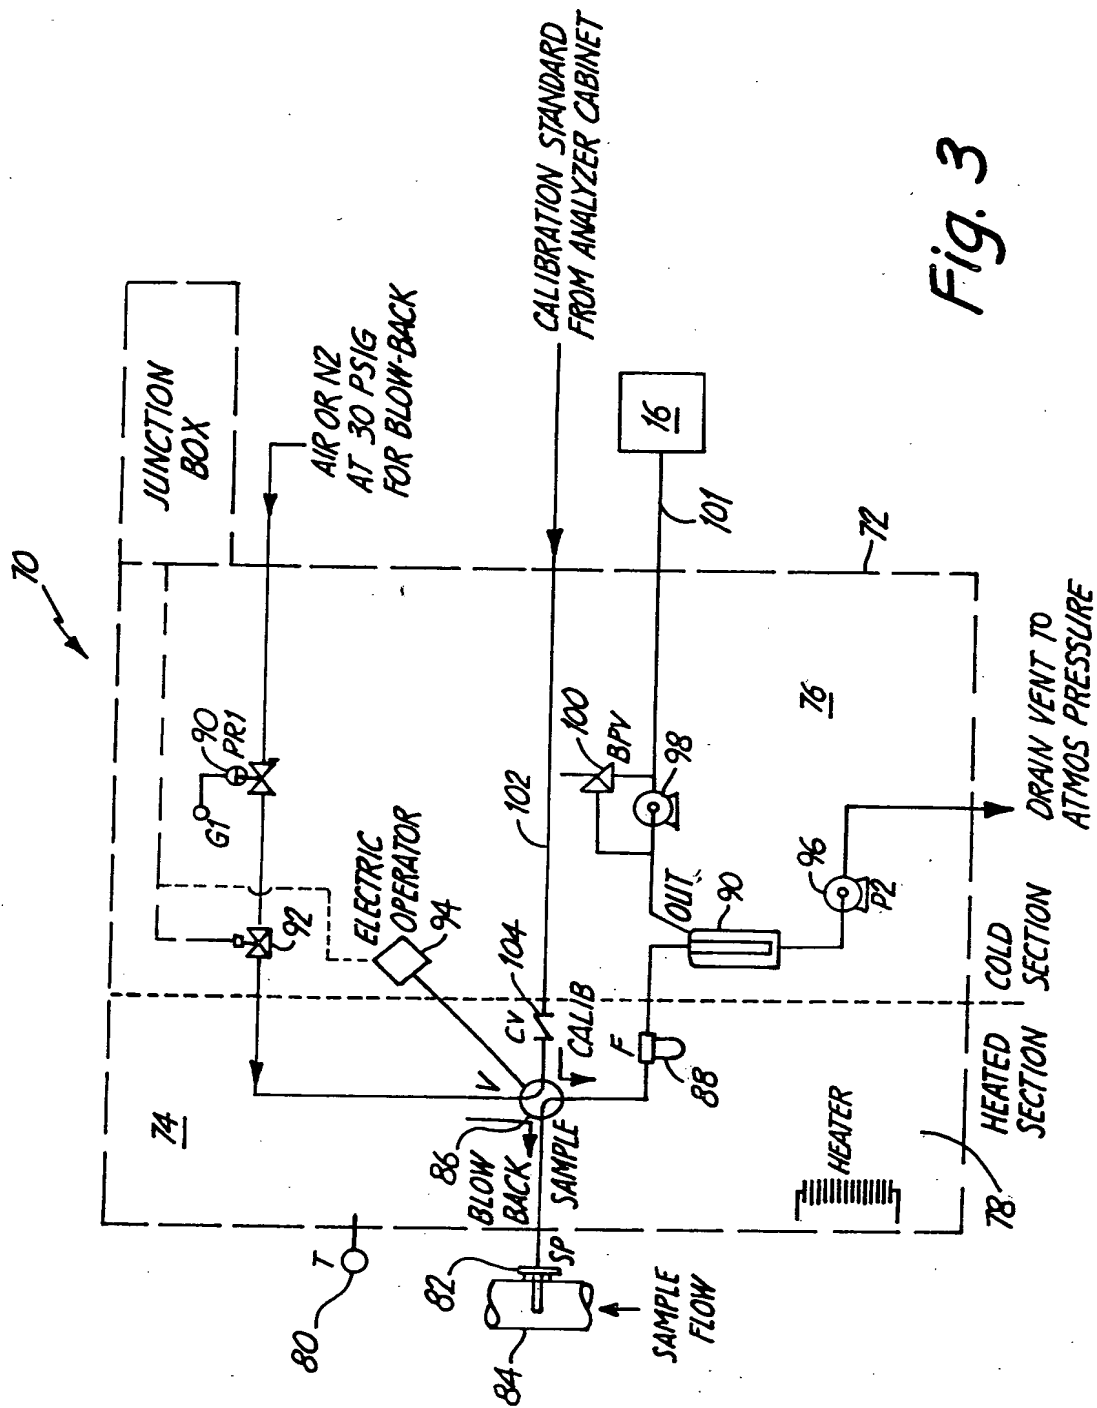 70
JUNCTION
BOX
AIR OR N2
AT 30 PSIG
FOR BLOW-BACK
CALIBRATION STANDARD
FROM ANALYZER CABINET
90
PR1
G1
92
ELECTRIC
OPERATOR
94
102
100
BPV
98
101
16
72
76
OUT
90
96
P2
DRAIN VENT TO
ATMOS PRESSURE
COLD
SECTION
HEATED
SECTION
74
V
CV
104
CALIB
F
88
86
BLOW
BACK
SAMPLE
HEATER
78
T
80
82
SP
84
SAMPLE
FLOW
Fig. 3